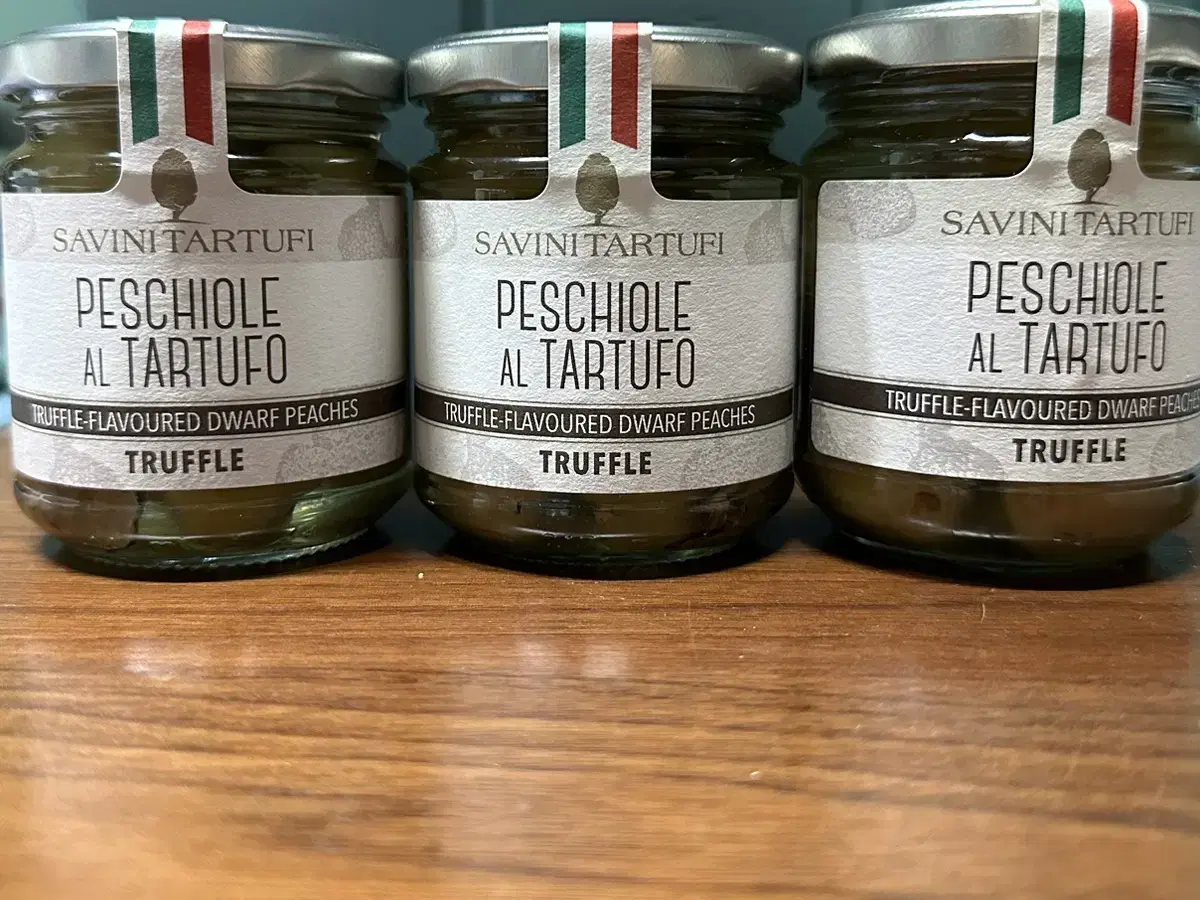 SAVINI TARTUFI
PESCHIOLE
AL TARTUFO
TRUFFLE-FLAVOURED DWARF PEACHES
TRUFFLE
SAVINI TARTUFI
PESCHIOLE
AL TARTUFO
TRUFFLE-FLAVOURED DWARF PEACHES
TRUFFLE
SAVINI TARTUFI
PESCHIOLE
AL TARTUFO
TRUFFLE-FLAVOURED DWARF PEACHES
TRUFFLE